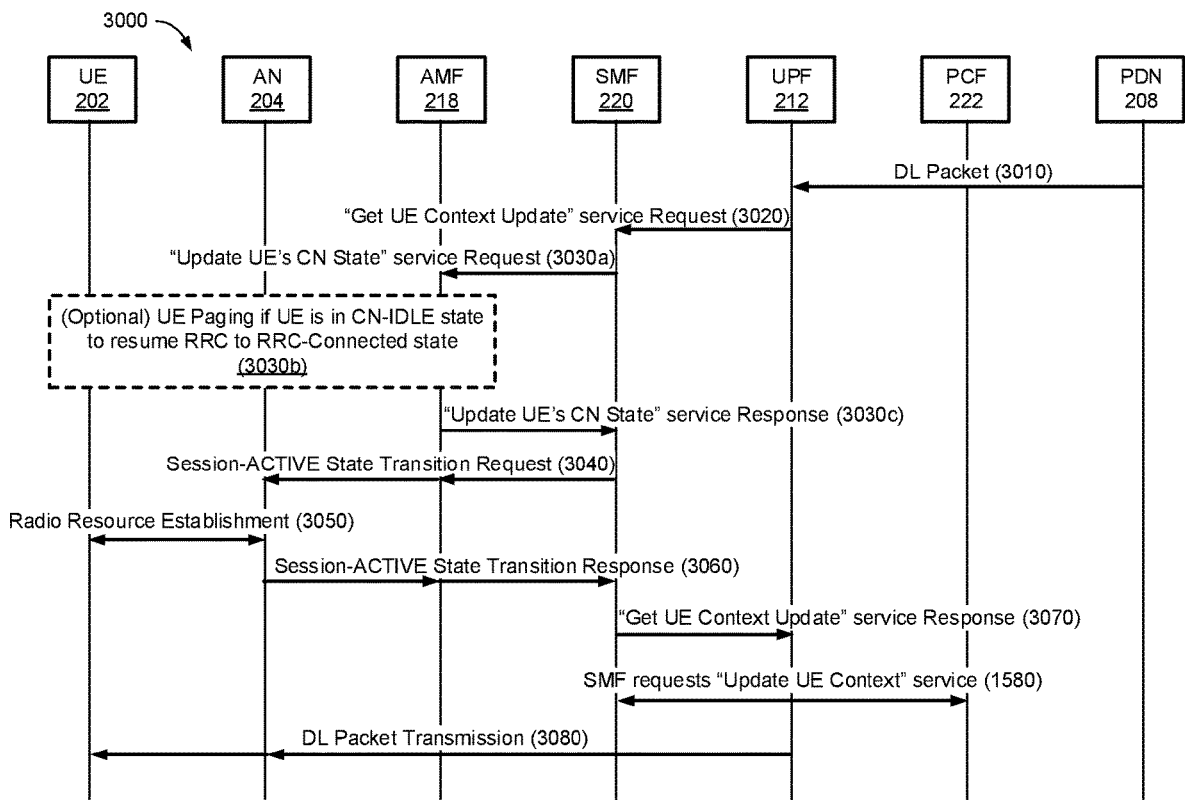 3000
UE
202
AN
204
AMF
218
SMF
220
UPF
212
PCF
222
PDN
208
DL Packet (3010)
“Get UE Context Update” service Request (3020)
“Update UE’s CN State” service Request (3030a)
(Optional) UE Paging if UE is in CN-IDLE state
to resume RRC to RRC-Connected state
(3030b)
“Update UE’s CN State” service Response (3030c)
Session-ACTIVE State Transition Request (3040)
Radio Resource Establishment (3050)
Session-ACTIVE State Transition Response (3060)
“Get UE Context Update” service Response (3070)
SMF requests “Update UE Context” service (1580)
DL Packet Transmission (3080)